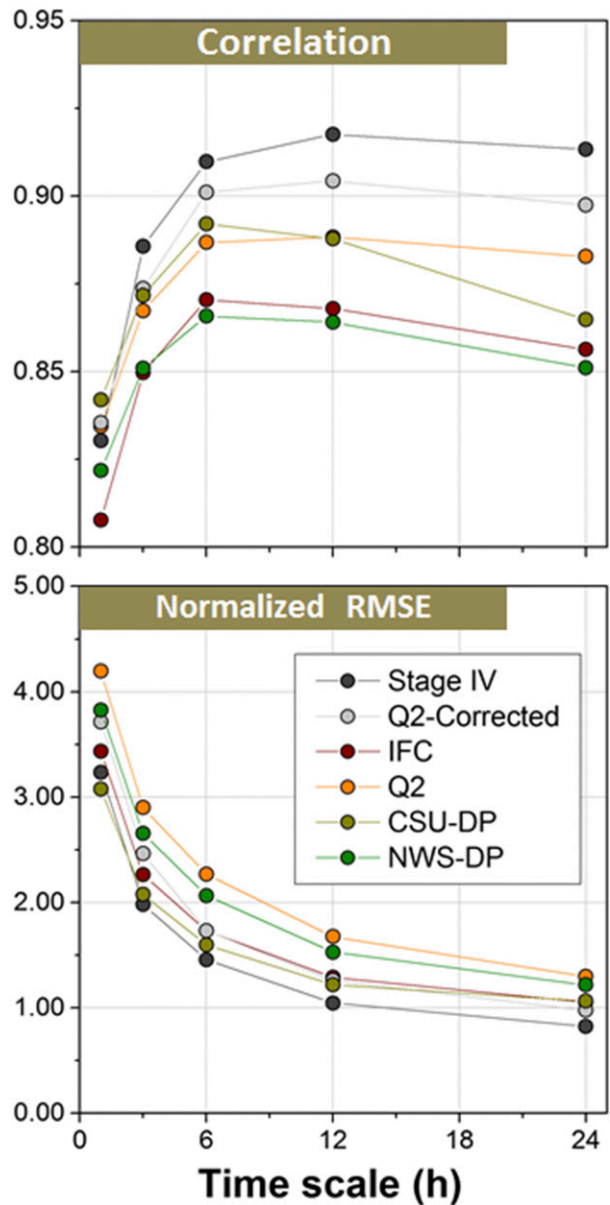 Correlation
0.95
0.90
0.85
0.80
Normalized RMSE
5.00
4.00
3.00
2.00
1.00
0.00
Stage IV
Q2-Corrected
IFC
Q2
CSU-DP
NWS-DP
0 6 12 18 24
Time scale (h)